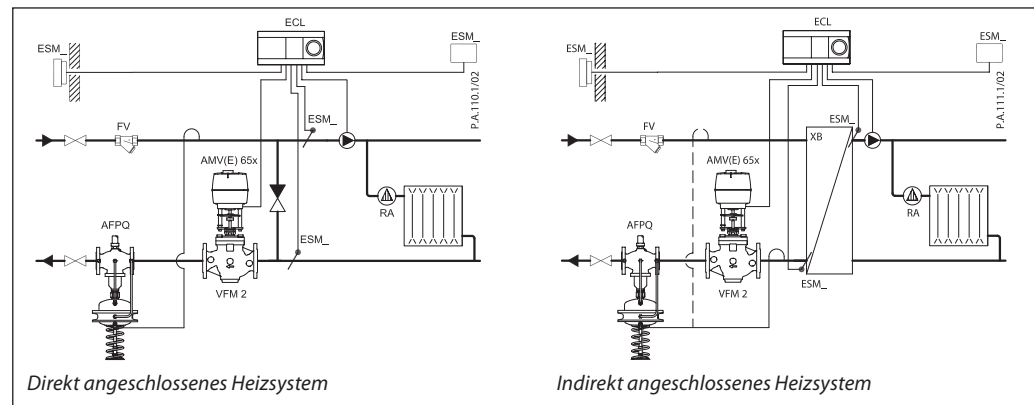 ECL
ESM_
ESM_
P.A.110.1/02
FV
ESM_
AMV(E) 65x
RA
AFPQ
ESM_
VFM 2
Direkt angeschlossenes Heizsystem
ECL
ESM_
ESM_
P.A.111.1/02
FV
ESM_
XB
AMV(E) 65x
RA
AFPQ
ESM_
VFM 2
Indirekt angeschlossenes Heizsystem